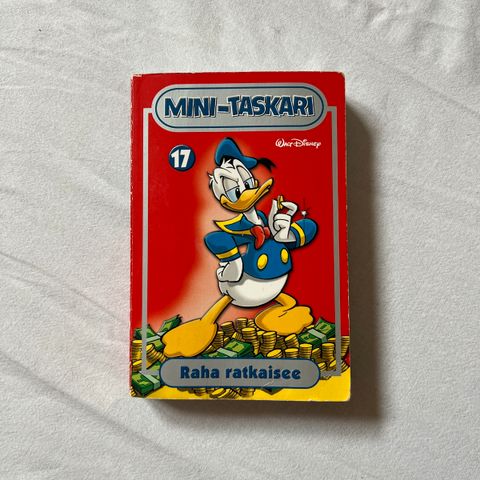 MINI-TASKARI
Walt Disney
17
Raha ratkaisee